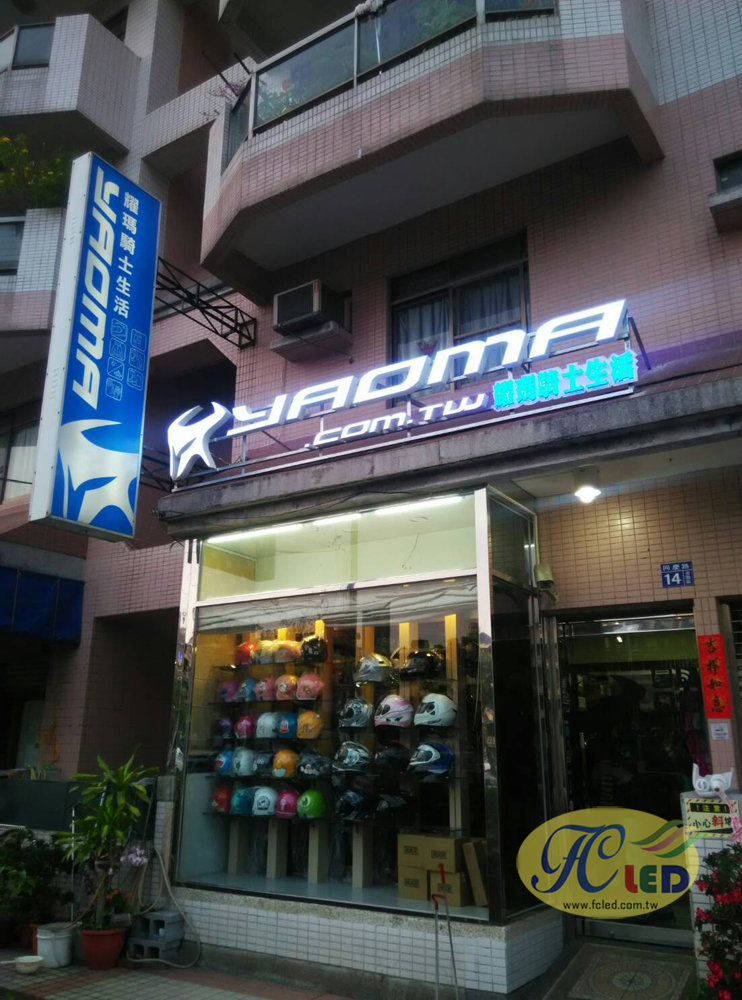 耀瑪騎士生活
YAOMA
YAOMA
.com.tw 耀瑪騎士生活
14
吉祥如意
小心斜坡
FC LED
www.fcled.com.tw